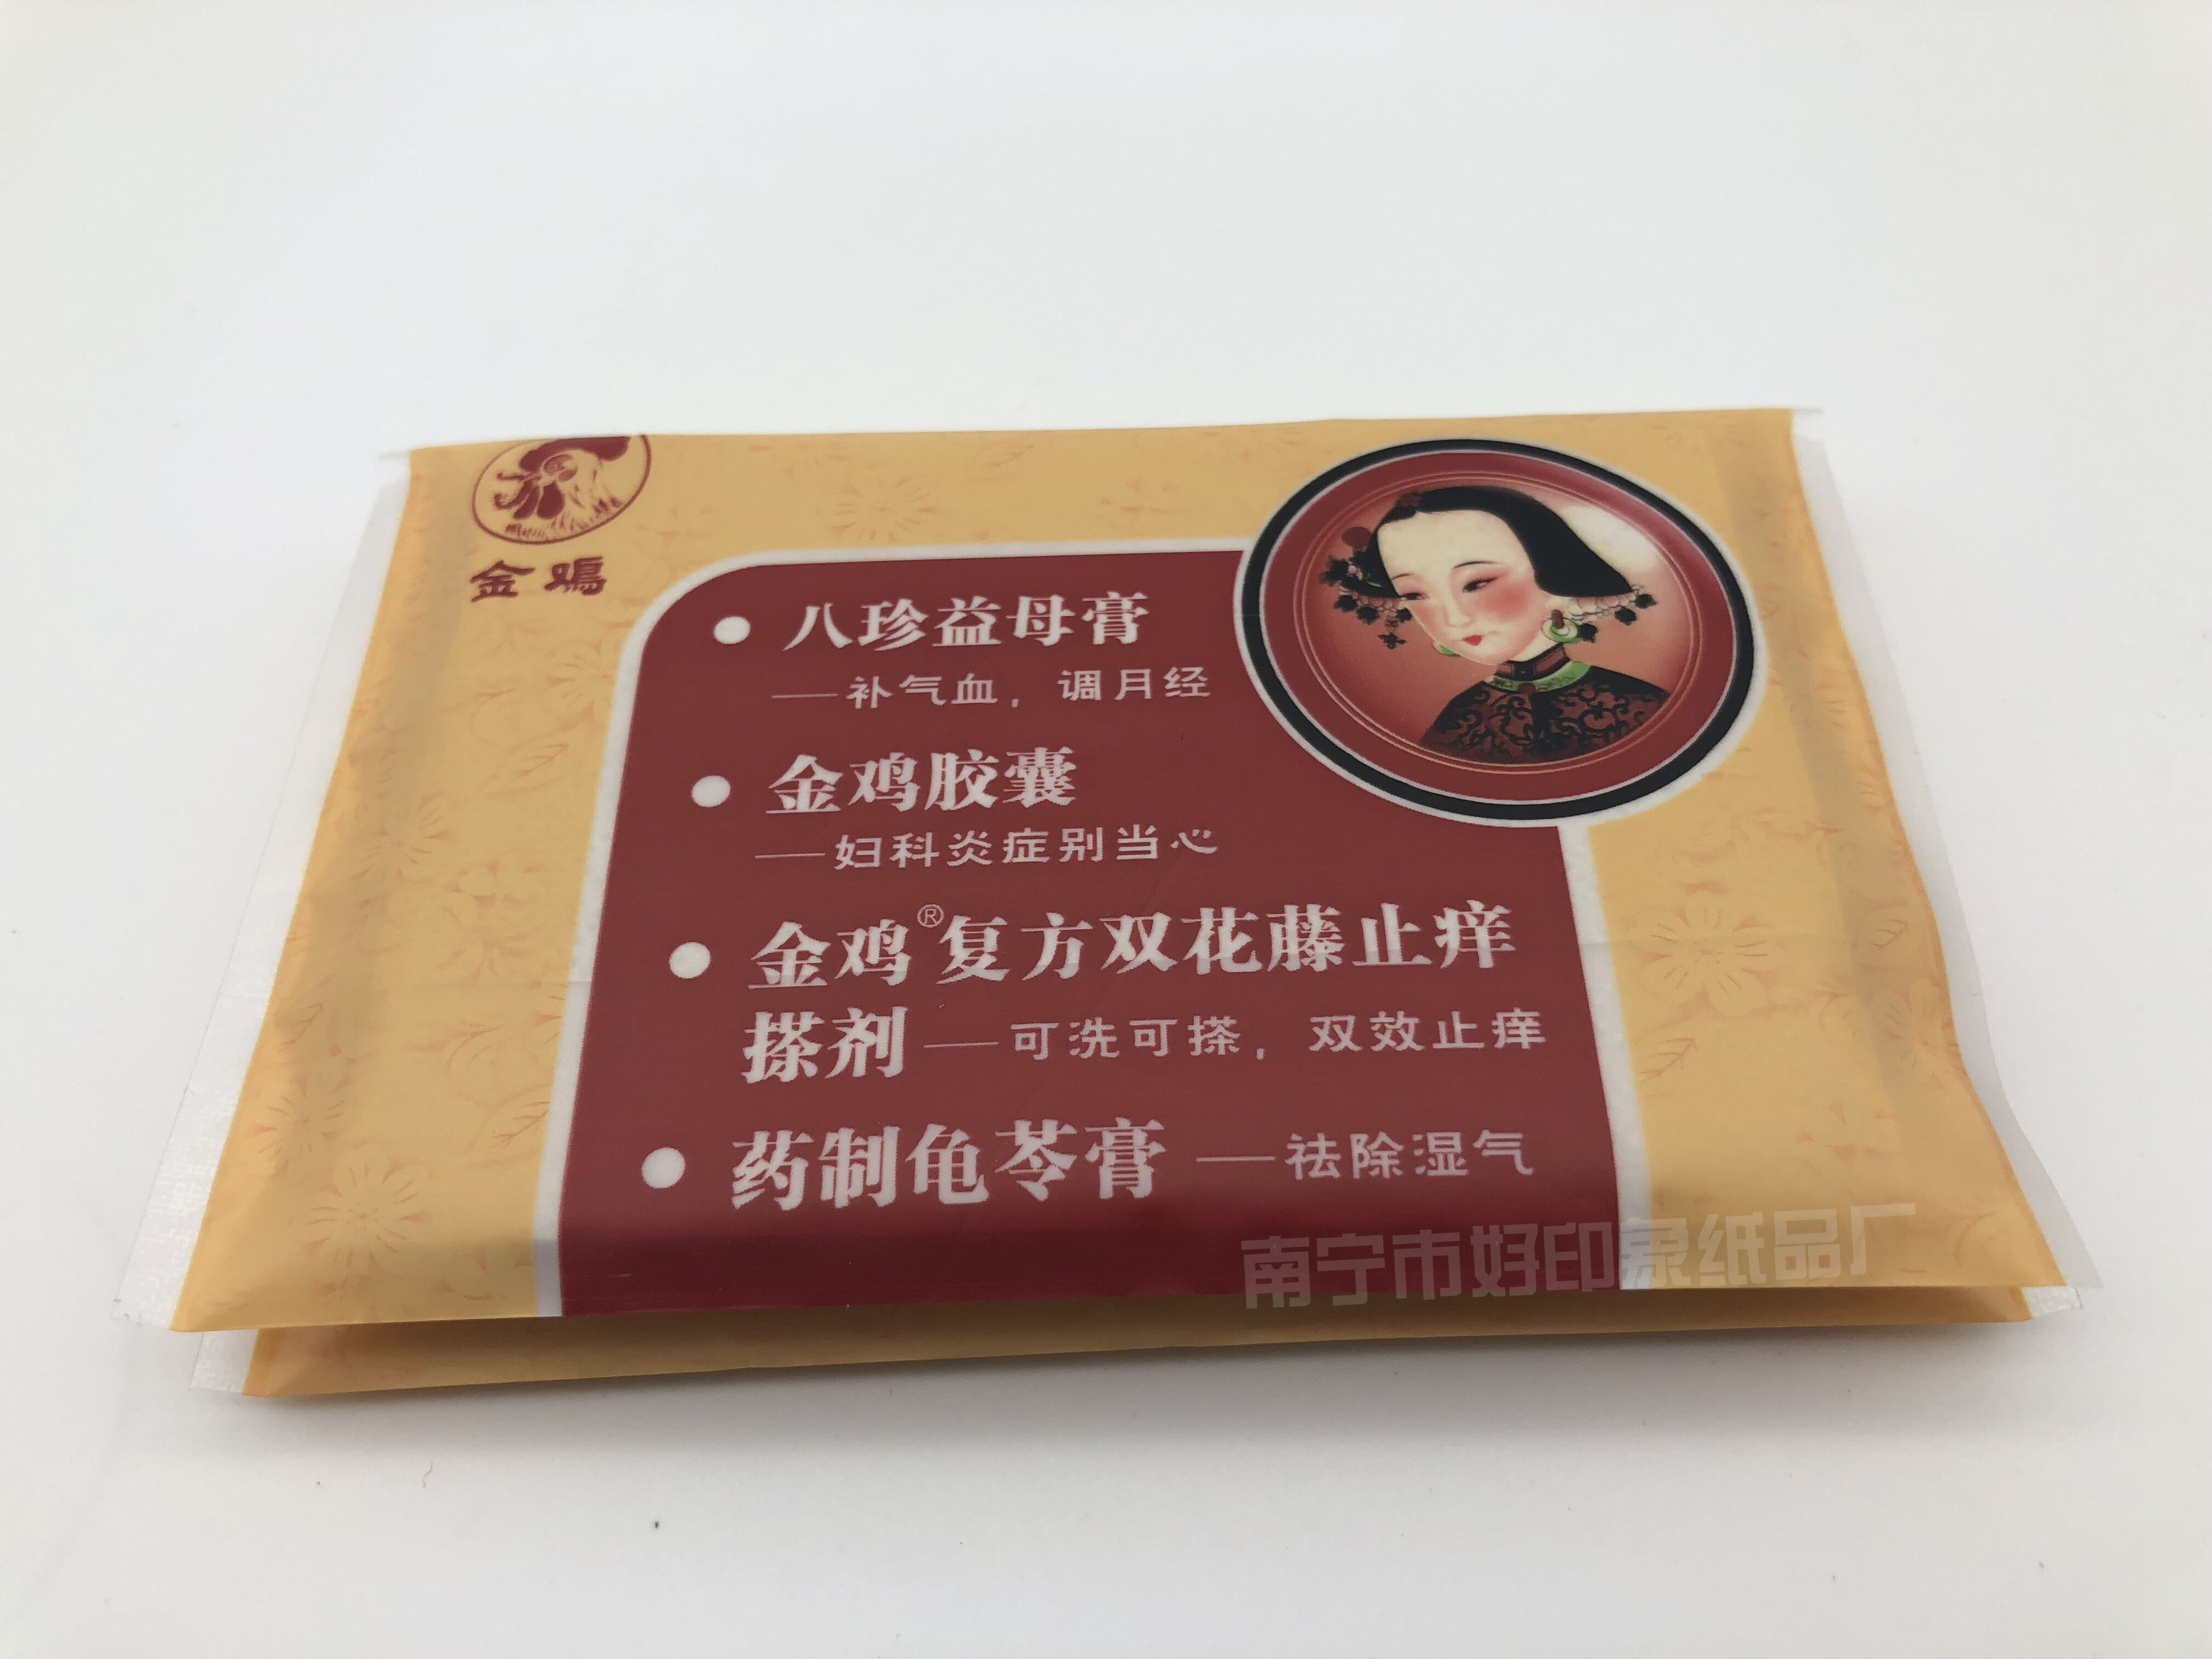 金鸡
八珍益母膏
——补气血，调月经
金鸡胶囊
——妇科炎症别当心
金鸡®复方双花藤止痒
搽剂——可洗可搽，双效止痒
药制龟苓膏——祛除湿气
南宁市好印象纸品厂